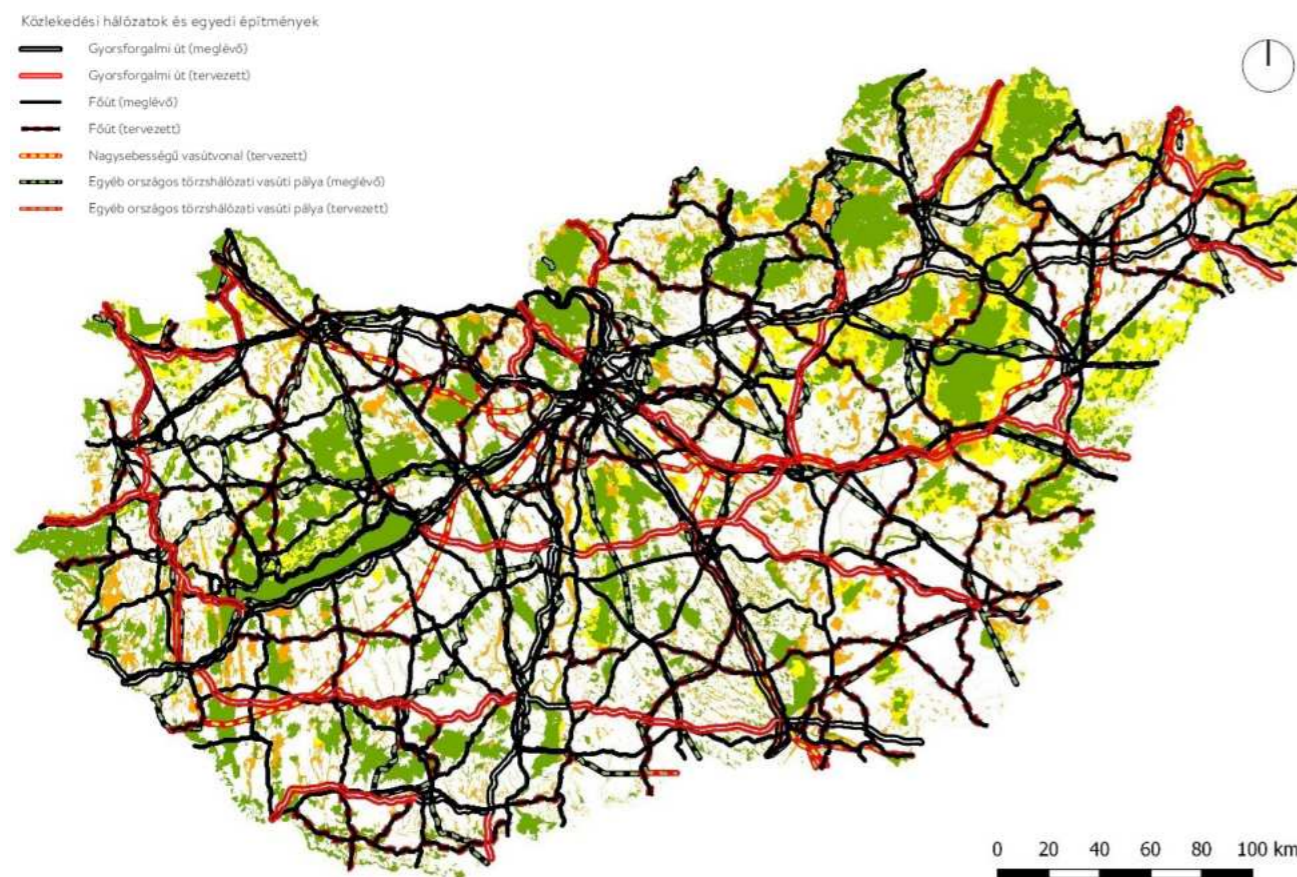 Közlekedési hálózatok és egyedi építmények
Gyorsforgalmi út (meglévő)
Gyorsforgalmi út (tervezett)
Főút (meglévő)
Főút (tervezett)
Nagysebességű vasútvonal (tervezett)
Egyéb országos törzshálózati vasúti pálya (meglévő)
Egyéb országos törzshálózati vasúti pálya (tervezett)
0 20 40 60 80 100 km